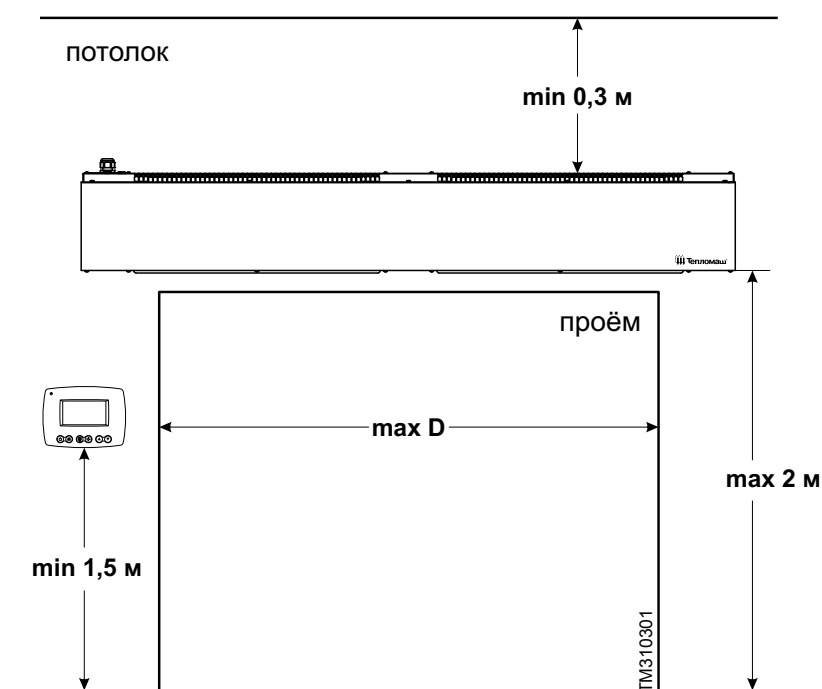 потолок
min 0,3 м
Тепломаш
проём
max D
max 2 м
min 1,5 м
TM310301